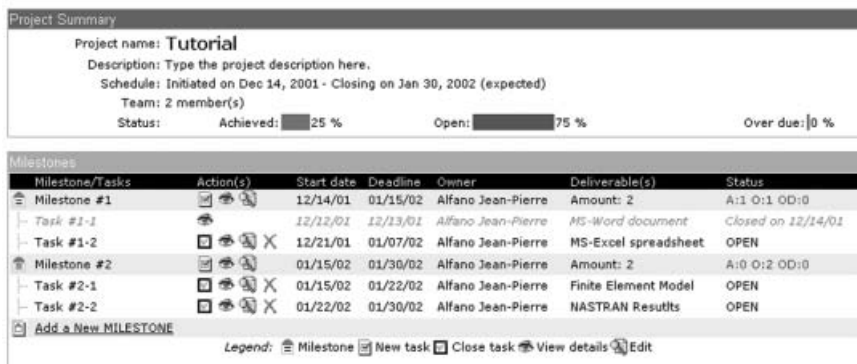 Project Summary
Project name: Tutorial
Description: Type the project description here.
Schedule: Initiated on Dec 14, 2001 - Closing on Jan 30, 2002 (expected)
Team: 2 member(s)
Status: Achieved: 25 % Open: 75 % Over due: 0 %
Milestones
Milestone/Tasks Action(s) Start date Deadline Owner Deliverable(s) Status
Milestone #1 12/14/01 01/15/02 Alfano Jean-Pierre Amount: 2 A:1 O:1 OD:0
Task #1-1 12/12/01 12/13/01 Alfano Jean-Pierre MS-Word document Closed on 12/14/01
Task #1-2 12/21/01 01/07/02 Alfano Jean-Pierre MS-Excel spreadsheet OPEN
Milestone #2 01/15/02 01/30/02 Alfano Jean-Pierre Amount: 2 A:0 O:2 OD:0
Task #2-1 01/15/02 01/22/02 Alfano Jean-Pierre Finite Element Model OPEN
Task #2-2 01/22/02 01/30/02 Alfano Jean-Pierre NASTRAN Resutlts OPEN
Add a New MILESTONE
Legend: Milestone New task Close task View details Edit